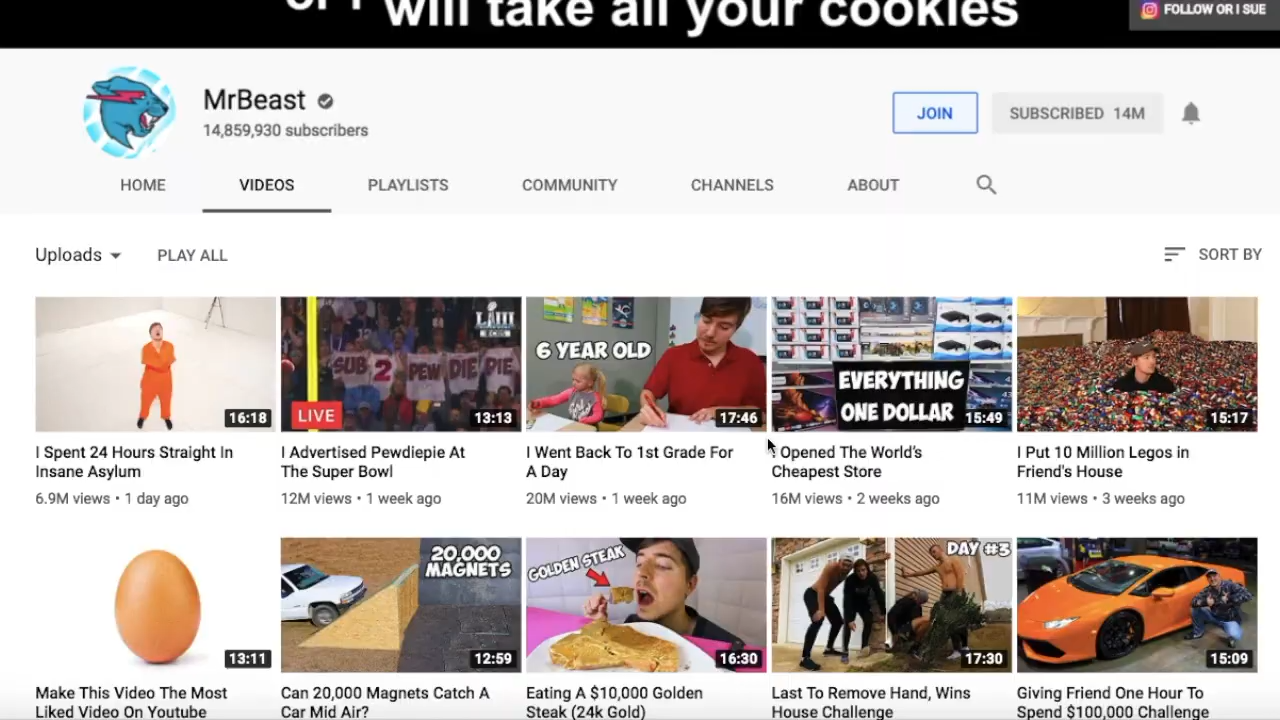 will take all your cookies
FOLLOW OR I SUE
MrBeast
14,859,930 subscribers
JOIN
SUBSCRIBED 14M
HOME
VIDEOS
PLAYLISTS
COMMUNITY
CHANNELS
ABOUT
Uploads
PLAY ALL
SORT BY
16:18
SUB 2 PEW DIE PIE
LIII
LIVE
13:13
6 YEAR OLD
17:46
EVERYTHING
ONE DOLLAR
15:49
15:17
I Spent 24 Hours Straight In
Insane Asylum
6.9M views • 1 day ago
I Advertised Pewdiepie At
The Super Bowl
12M views • 1 week ago
I Went Back To 1st Grade For
A Day
20M views • 1 week ago
I Opened The World's
Cheapest Store
16M views • 2 weeks ago
I Put 10 Million Legos in
Friend's House
11M views • 3 weeks ago
13:11
20,000
MAGNETS
12:59
GOLDEN STEAK
16:30
DAY #3
17:30
15:09
Make This Video The Most
Liked Video On Youtube
Can 20,000 Magnets Catch A
Car Mid Air?
Eating A $10,000 Golden
Steak (24k Gold)
Last To Remove Hand, Wins
House Challenge
Giving Friend One Hour To
Spend $100,000 Challenge